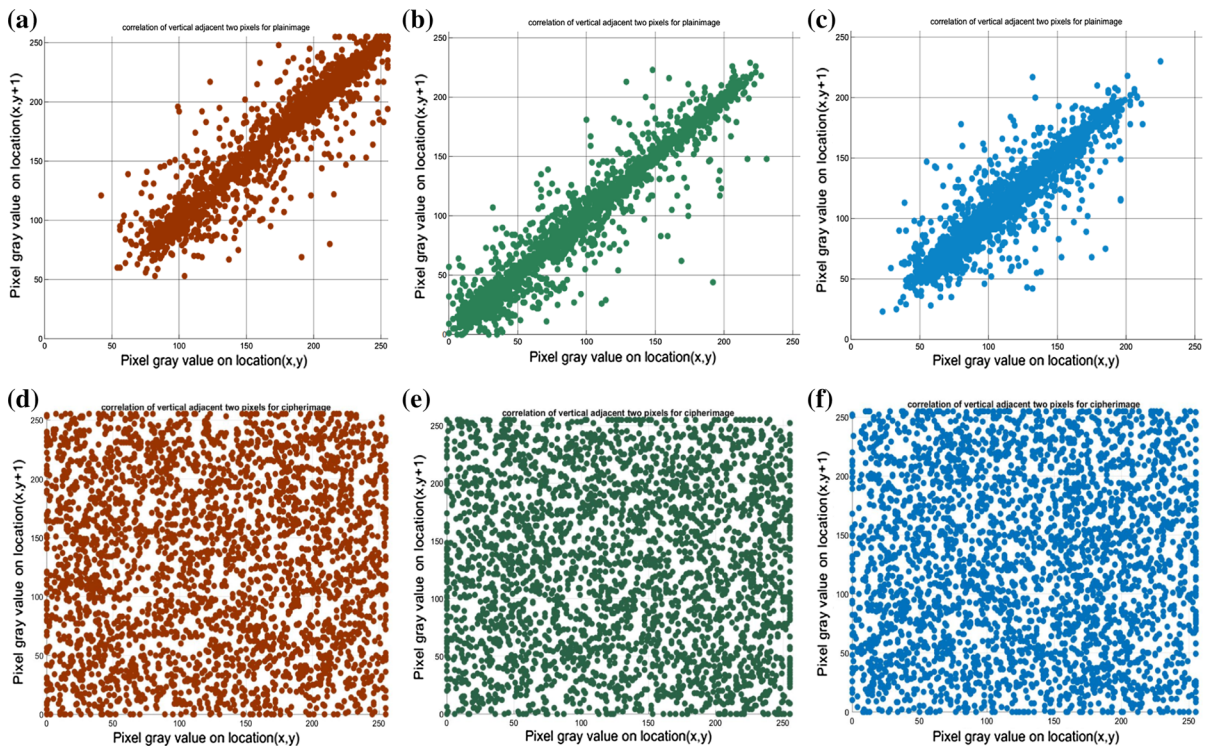 (a)
correlation of vertical adjacent two pixels for plainimage
Pixel gray value on location(x,y+1)
250
200
150
100
50
0
0 50 100 150 200 250
Pixel gray value on location(x,y)
(b)
correlation of vertical adjacent two pixels for plainimage
Pixel gray value on location(x,y+1)
250
200
150
100
50
0
0 50 100 150 200 250
Pixel gray value on location(x,y)
(c)
correlation of vertical adjacent two pixels for plainimage
Pixel gray value on location(x,y+1)
250
200
150
100
50
0
0 50 100 150 200 250
Pixel gray value on location(x,y)
(d)
correlation of vertical adjacent two pixels for cipherimage
Pixel gray value on location(x,y+1)
250
200
150
100
50
0
0 50 100 150 200 250
Pixel gray value on location(x,y)
(e)
correlation of vertical adjacent two pixels for cipherimage
Pixel gray value on location(x,y+1)
250
200
150
100
50
0
0 50 100 150 200 250
Pixel gray value on location(x,y)
(f)
correlation of vertical adjacent two pixels for cipherimage
Pixel gray value on location(x,y+1)
250
200
150
100
50
0
0 50 100 150 200 250
Pixel gray value on location(x,y)